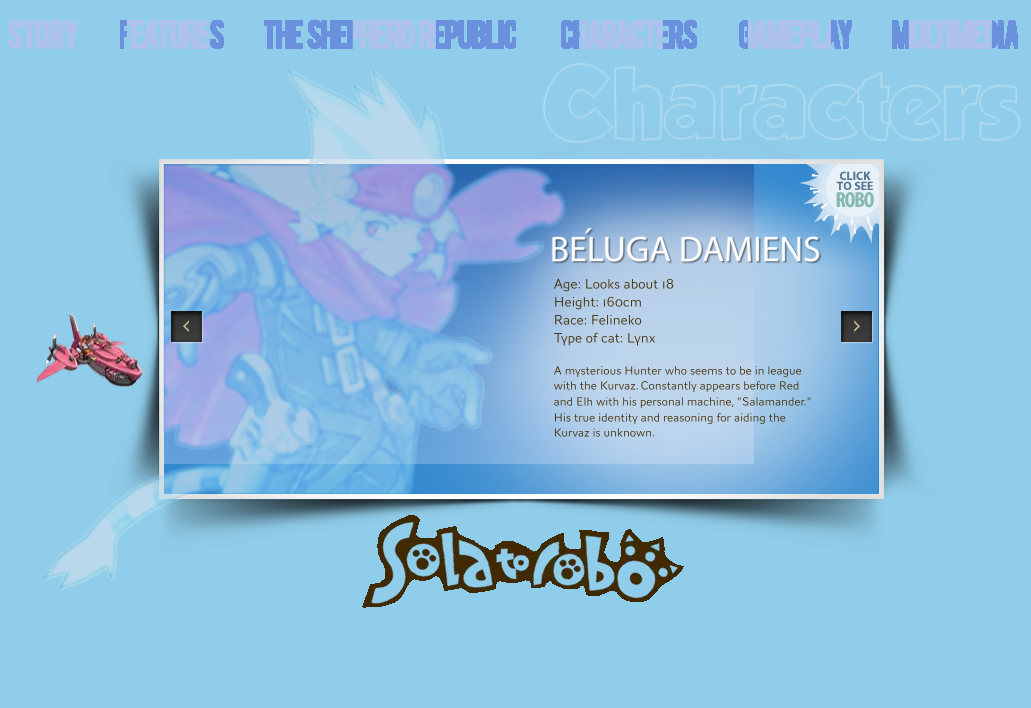 STORY FEATURES THE SHEPHERD REPUBLIC CHARACTERS GAMEPLAY MULTIMEDIA
Characters
CLICK
TO SEE
ROBO
BÉLUGA DAMIENS
Age: Looks about 18
Height: 160cm
Race: Felineko
Type of cat: Lynx
A mysterious Hunter who seems to be in league
with the Kurvaz. Constantly appears before Red
and Elh with his personal machine, "Salamander."
His true identity and reasoning for aiding the
Kurvaz is unknown.
Solatorobo